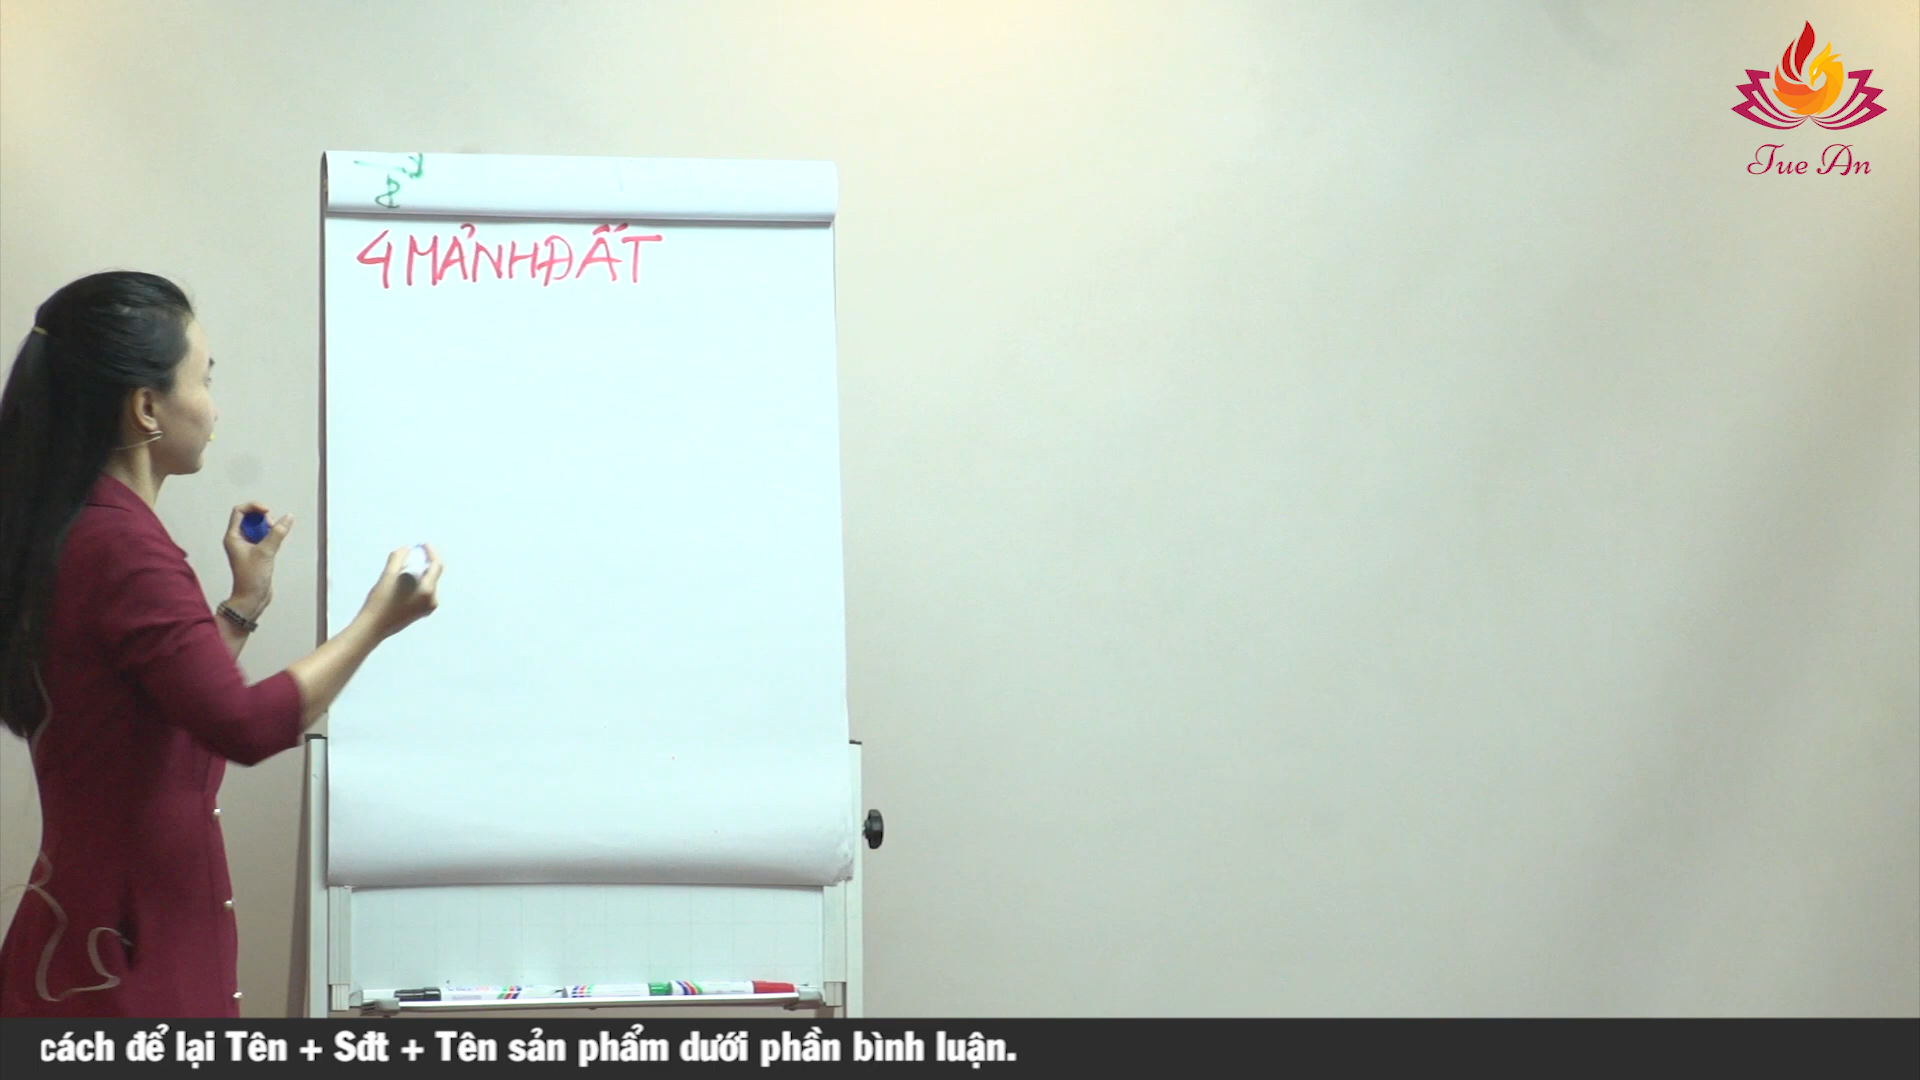 Tue An
4 MẢNH ĐẤT
cách để lại Tên + Sđt + Tên sản phẩm dưới phần bình luận.